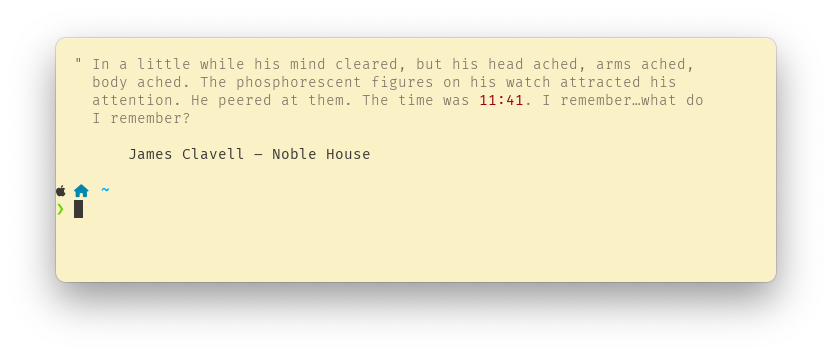 " In a little while his mind cleared, but his head ached, arms ached,
body ached. The phosphorescent figures on his watch attracted his
attention. He peered at them. The time was 11:41. I remember…what do
I remember?
James Clavell – Noble House
~
❯